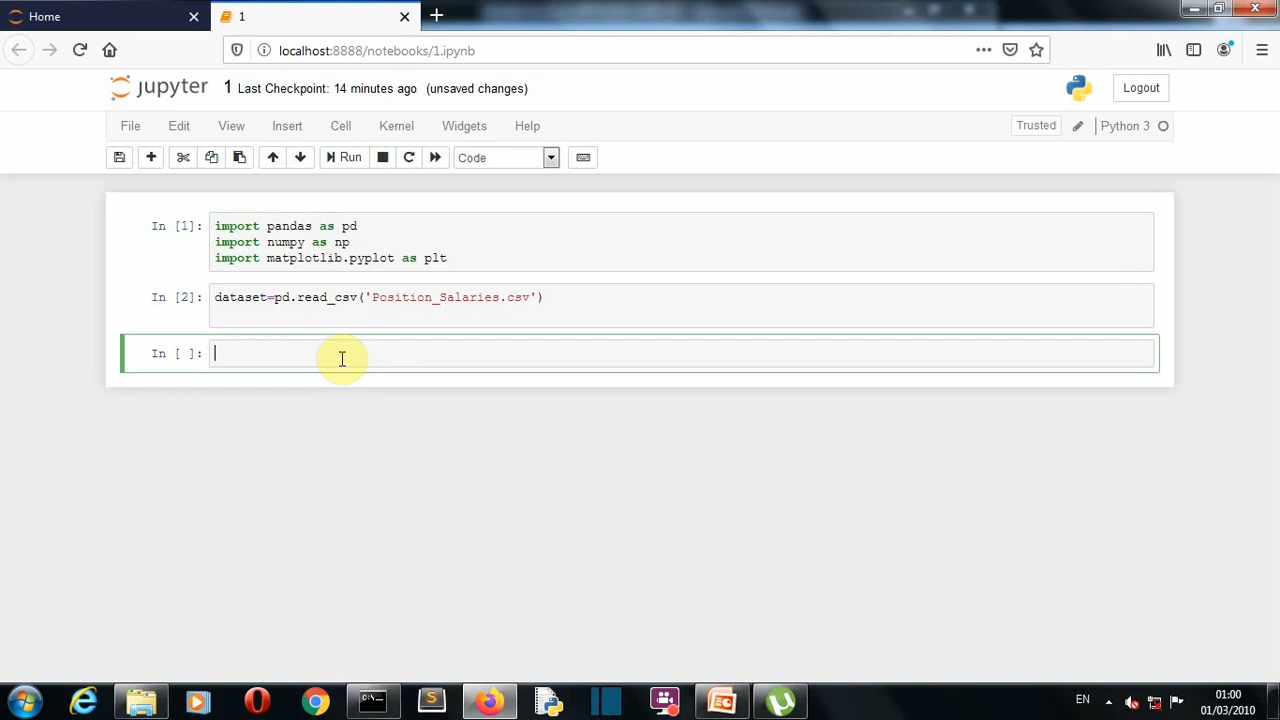 Home
1
localhost:8888/notebooks/1.ipynb
jupyter 1 Last Checkpoint: 14 minutes ago (unsaved changes)
Logout
File Edit View Insert Cell Kernel Widgets Help
Trusted
Python 3
Run
Code
In [1]:
import pandas as pd
import numpy as np
import matplotlib.pyplot as plt
In [2]:
dataset=pd.read_csv('Position_Salaries.csv')
In [ ]:
EN
01:00
01/03/2010